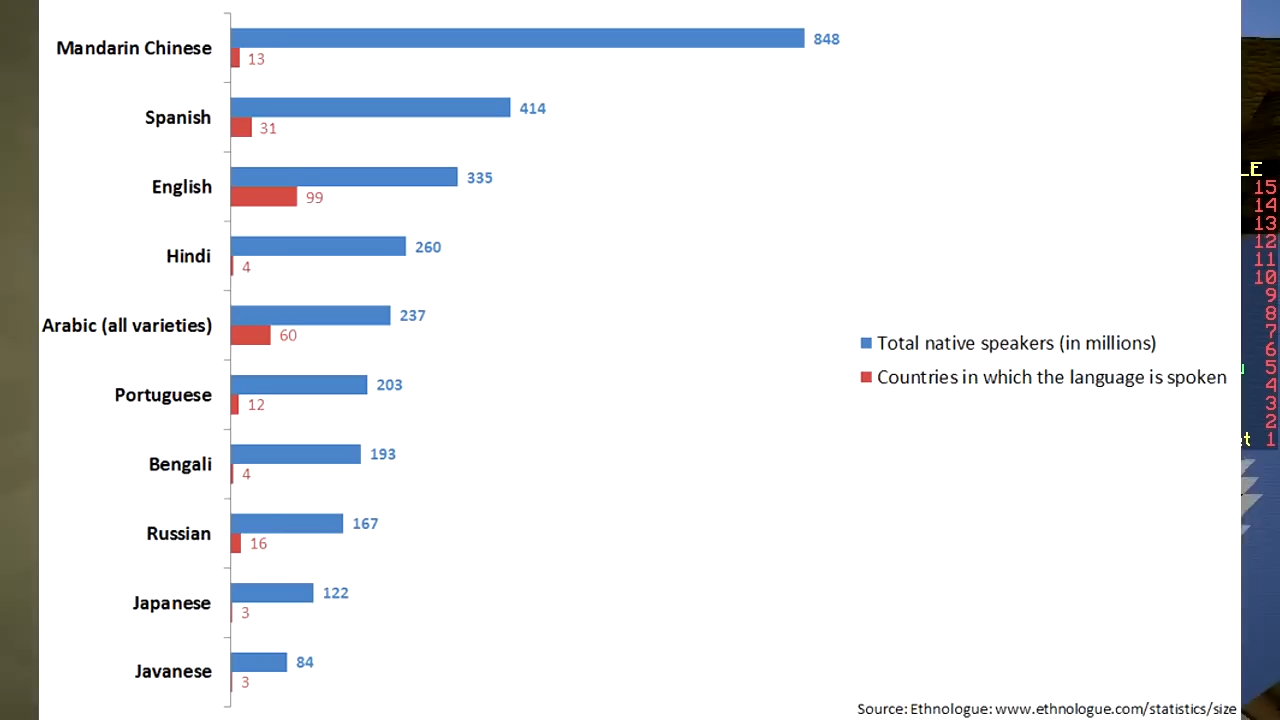 Mandarin Chinese
848
13
Spanish
414
31
English
335
99
Hindi
260
4
Arabic (all varieties)
237
60
Portuguese
203
12
Bengali
193
4
Russian
167
16
Japanese
122
3
Javanese
84
3
Total native speakers (in millions)
Countries in which the language is spoken
Source: Ethnologue: www.ethnologue.com/statistics/size
LE
15
14
13
12
11
10
9
8
7
6
5
4
3
2
et 1